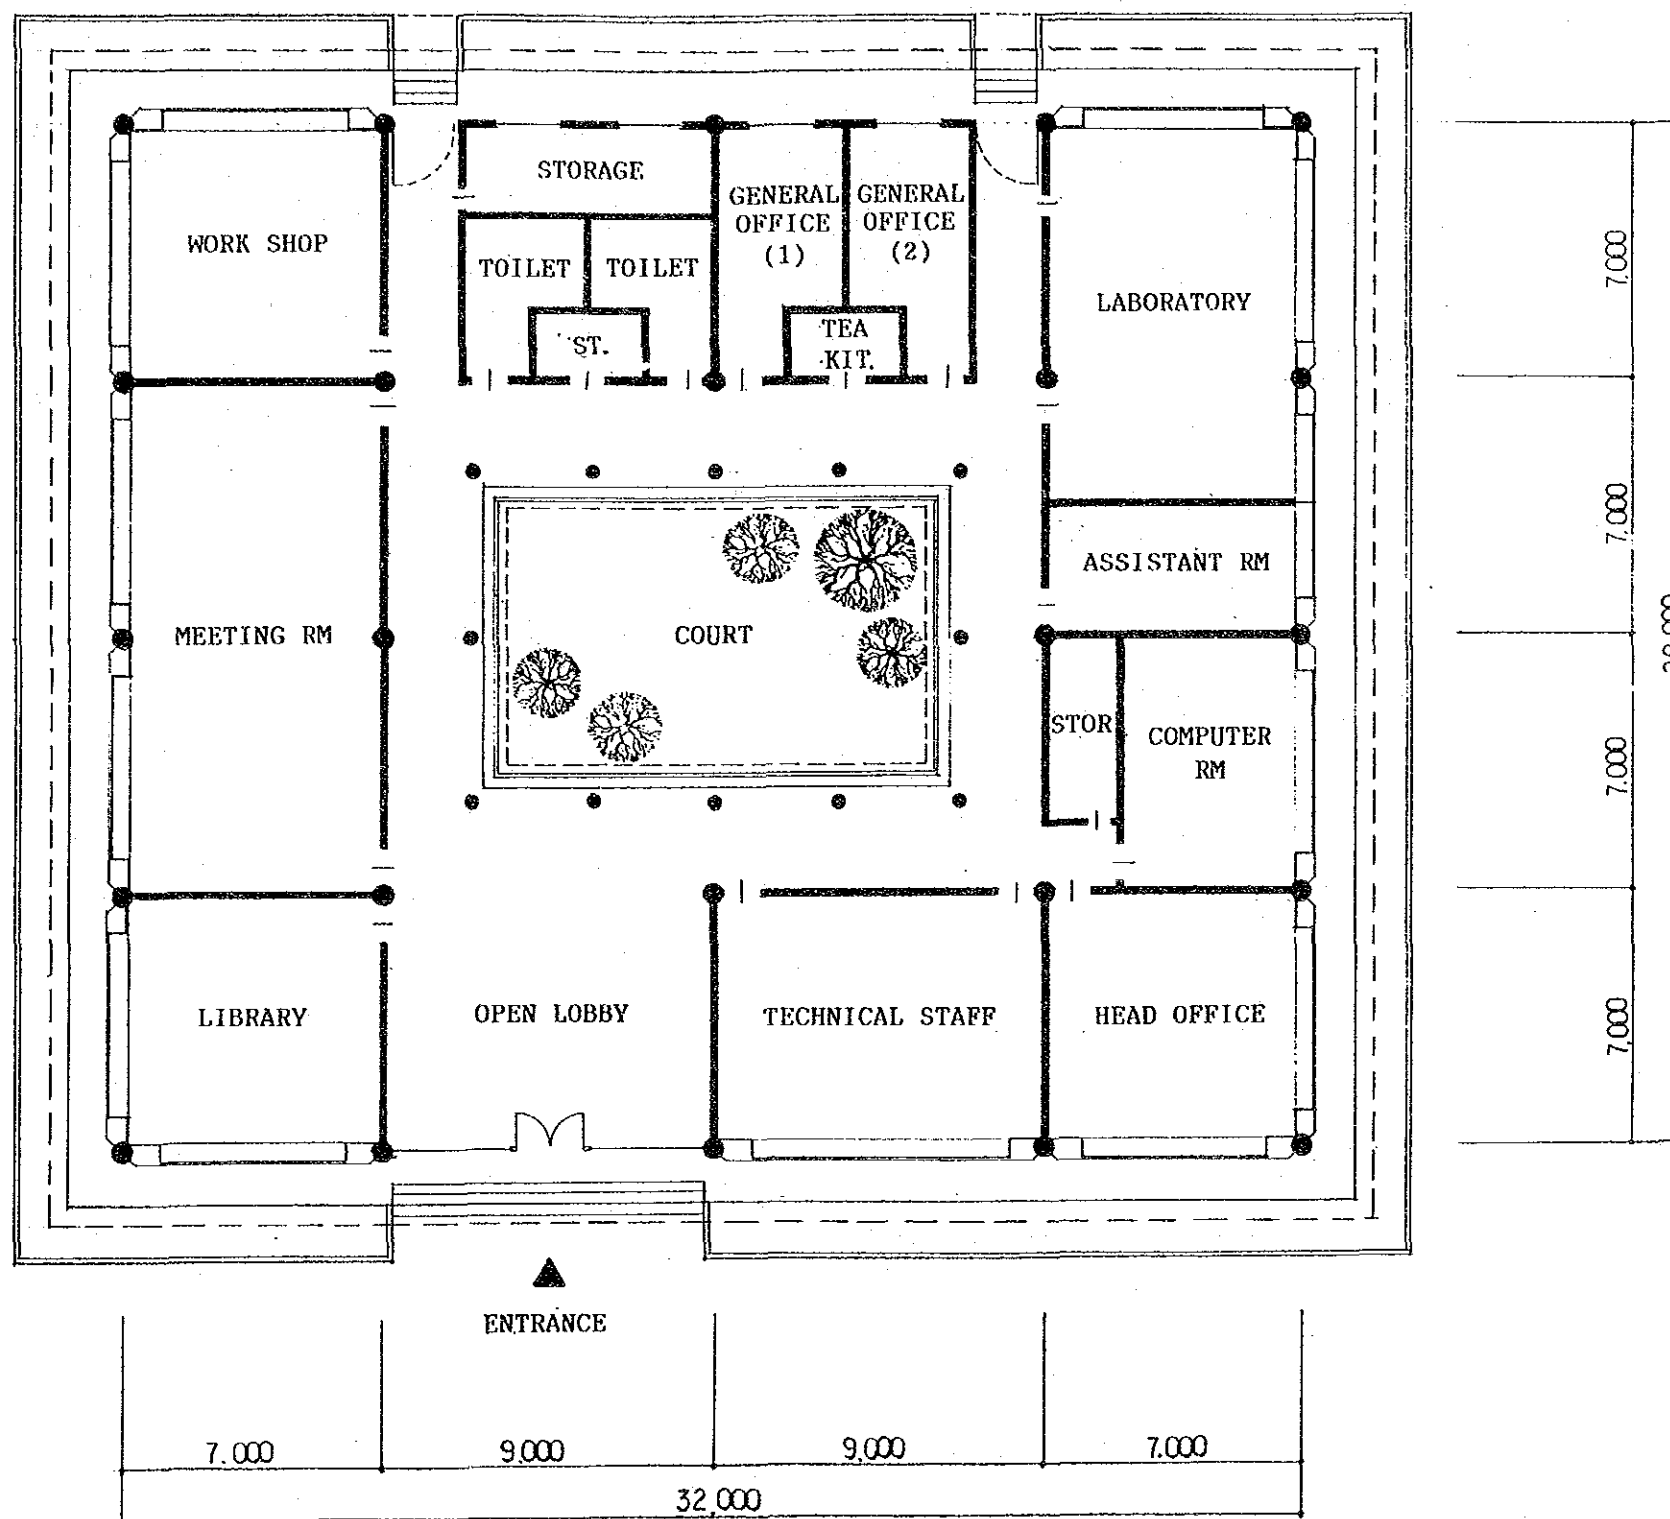 STORAGE
GENERAL
OFFICE
(1)
GENERAL
OFFICE
(2)
WORK SHOP
TOILET
TOILET
LABORATORY
ST.
TEA
KIT.
7.000
ASSISTANT RM
7.000
MEETING RM
COURT
STOR
COMPUTER
RM
7.000
LIBRARY
OPEN LOBBY
TECHNICAL STAFF
HEAD OFFICE
7,000
ENTRANCE
7.000
9,000
9,000
7.000
32,000